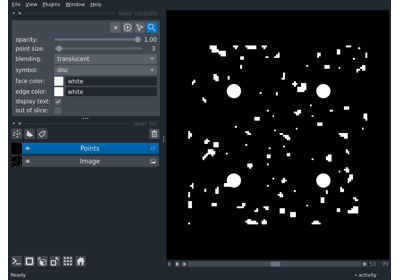 File View Plugins Window Help
layer controls
opacity: 1.00
point size: 3
blending: translucent
symbol: disc
face color: white
edge color: white
display text: ✓
out of slice:
layer list
Points
Image
Ready
50 99
activity